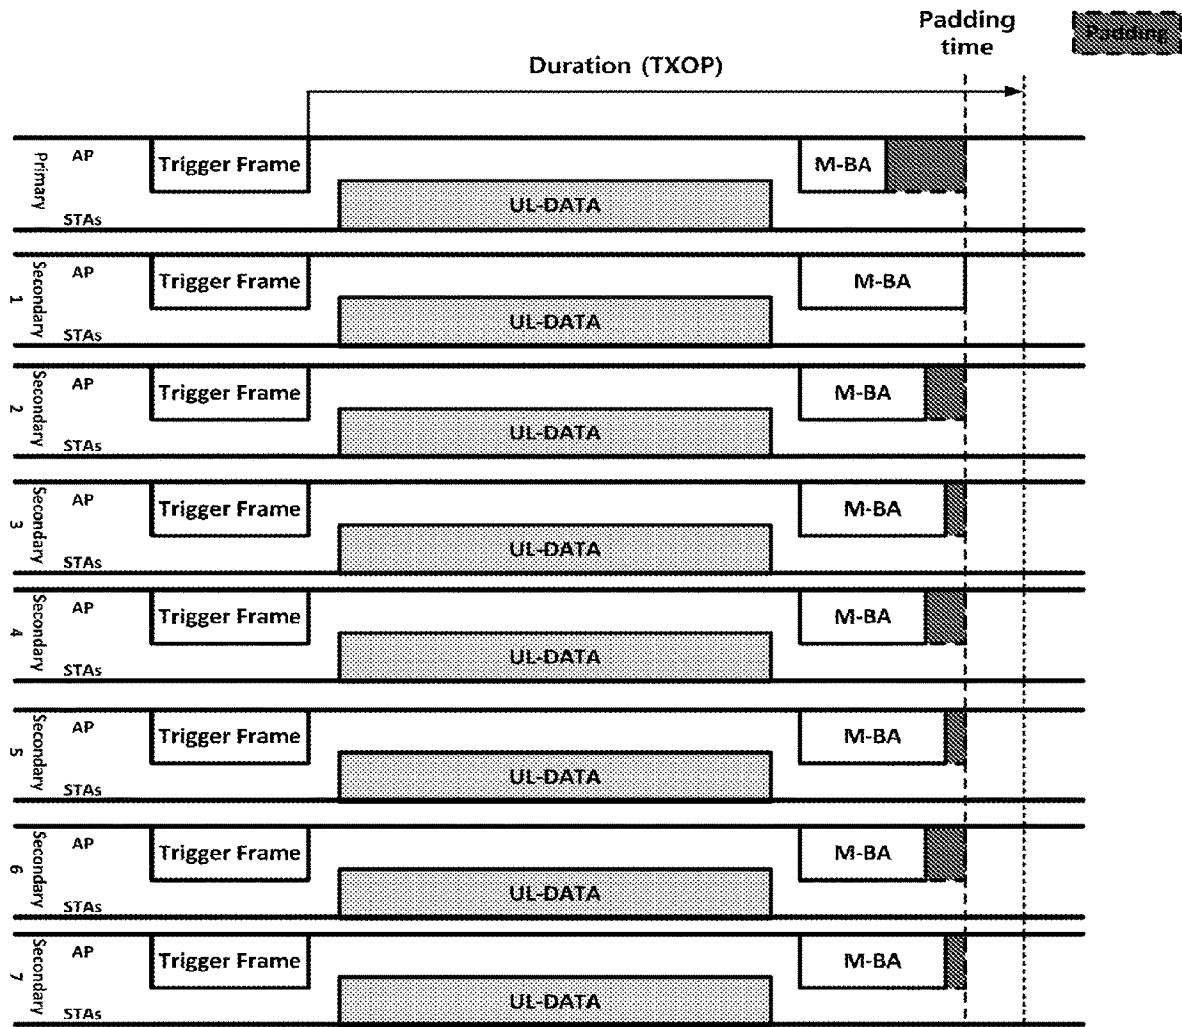 Padding
time
Padding
Duration (TXOP)
Primary
AP
Trigger Frame
M-BA
STAs
UL-DATA
Secondary
1
AP
Trigger Frame
M-BA
STAs
UL-DATA
Secondary
2
AP
Trigger Frame
M-BA
STAs
UL-DATA
Secondary
3
AP
Trigger Frame
M-BA
STAs
UL-DATA
Secondary
4
AP
Trigger Frame
M-BA
STAs
UL-DATA
Secondary
5
AP
Trigger Frame
M-BA
STAs
UL-DATA
Secondary
6
AP
Trigger Frame
M-BA
STAs
UL-DATA
Secondary
7
AP
Trigger Frame
M-BA
STAs
UL-DATA